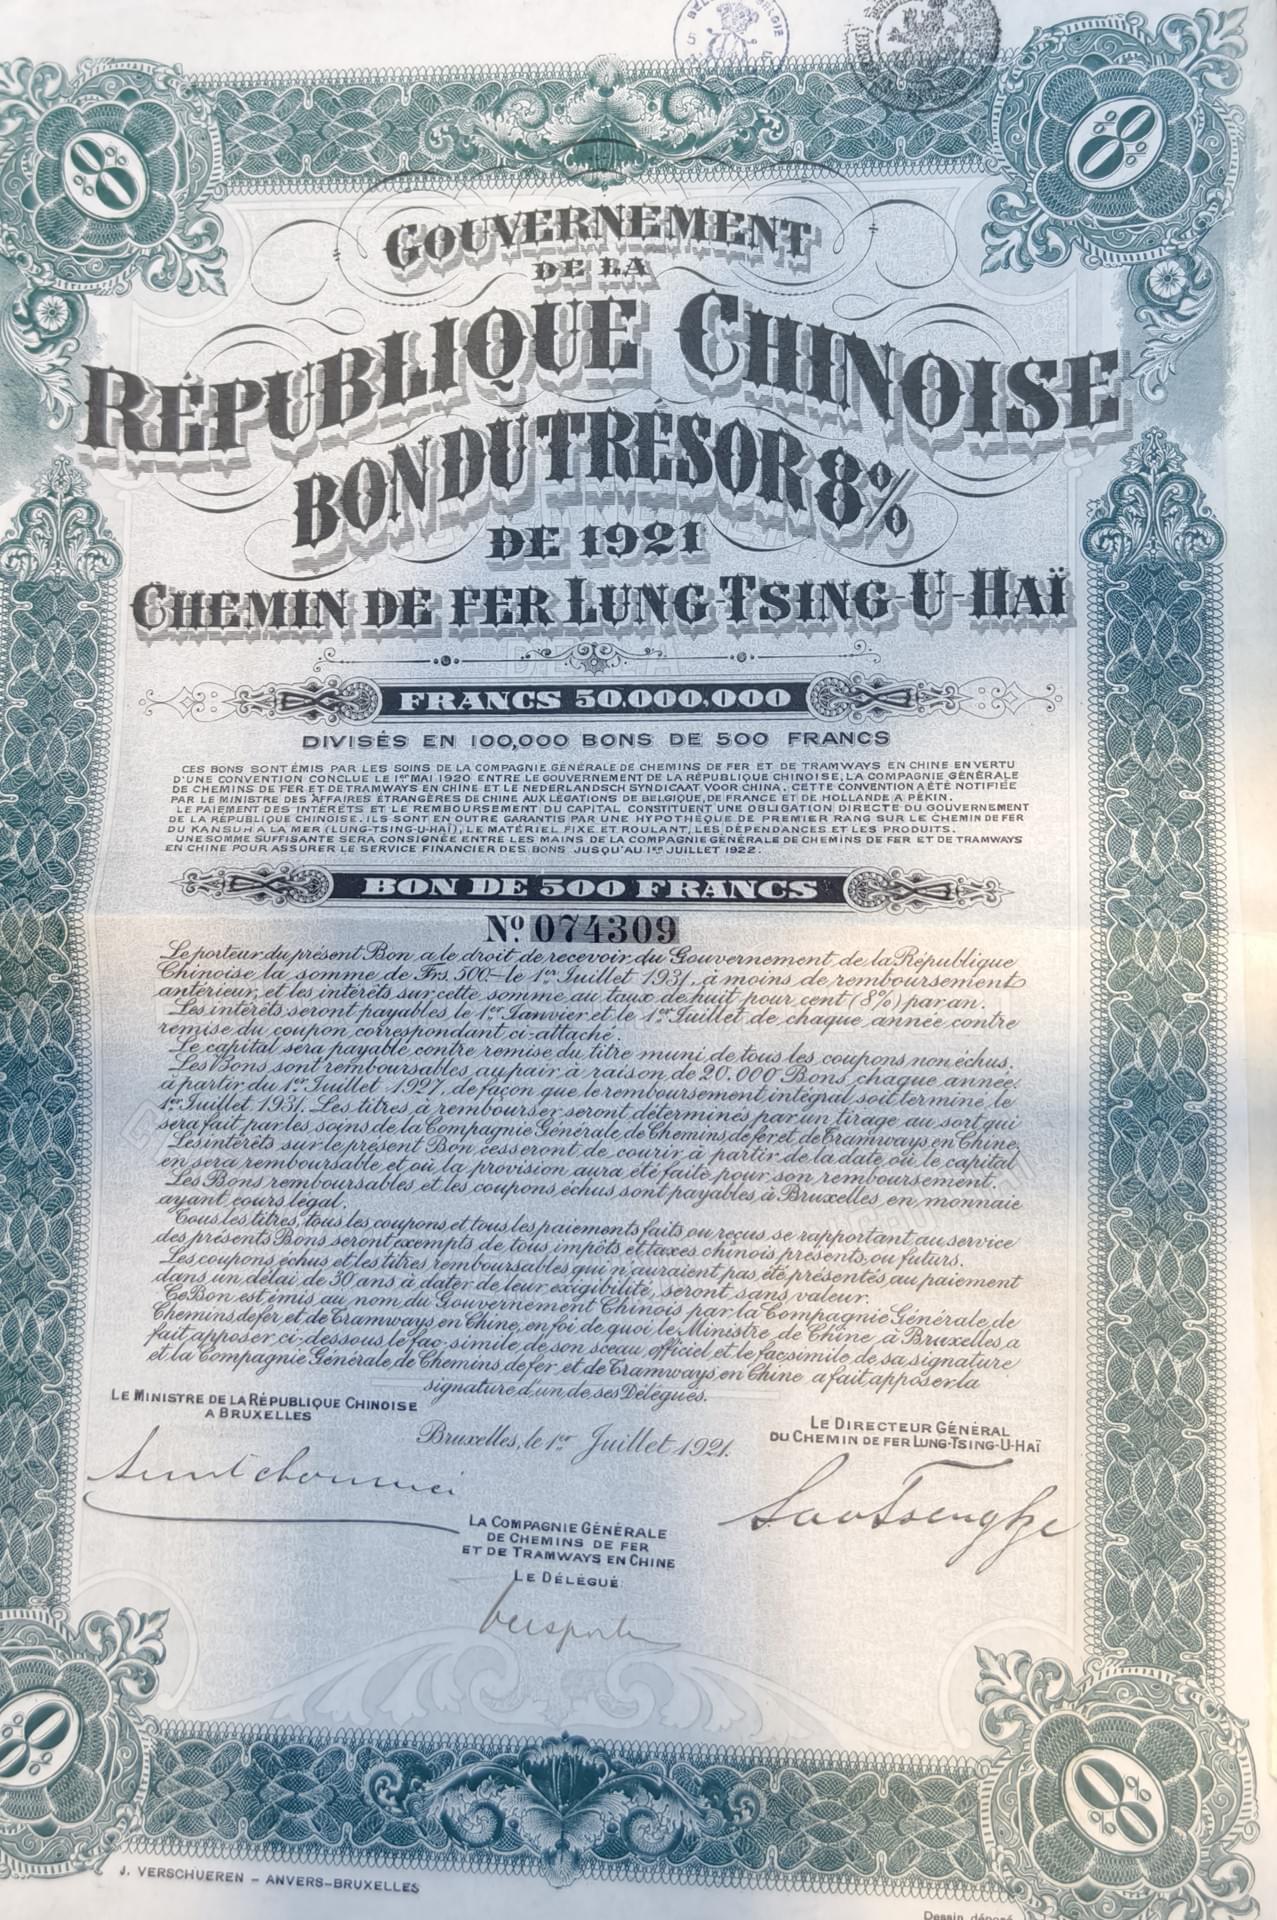 8%
8%
GOUVERNEMENT
DE LA
RÉPUBLIQUE CHINOISE
BON DU TRÉSOR 8%
DE 1921
CHEMIN DE FER LUNG-TSING-U-HAÏ
FRANCS 50.000,000
DIVISÉS EN 100,000 BONS DE 500 FRANCS
CES BONS SONT ÉMIS PAR LES SOINS DE LA COMPAGNIE GÉNÉRALE DE CHEMINS DE FER ET DE TRAMWAYS EN CHINE EN VERTU
D'UNE CONVENTION CONCLUE LE 1ER MAI 1920 ENTRE LE GOUVERNEMENT DE LA RÉPUBLIQUE CHINOISE, LA COMPAGNIE GÉNÉRALE
DE CHEMINS DE FER ET DE TRAMWAYS EN CHINE ET LE NEDERLANDSCH SYNDICAAT VOOR CHINA. CETTE CONVENTION A ÉTÉ NOTIFIÉE
PAR LE MINISTRE DES AFFAIRES ÉTRANGÈRES DE CHINE AUX LÉGATIONS DE BELGIQUE, DE FRANCE ET DE HOLLANDE A PÉKIN.
LE PAIEMENT DES INTÉRÊTS ET LE REMBOURSEMENT DU CAPITAL CONSTITUENT UNE OBLIGATION DIRECTE DU GOUVERNEMENT
DE LA RÉPUBLIQUE CHINOISE. ILS SONT EN OUTRE GARANTIS PAR UNE HYPOTHÈQUE DE PREMIER RANG SUR LE CHEMIN DE FER
DU KANSUH A LA MER (LUNG-TSING-U-HAÏ), LE MATÉRIEL FIXE ET ROULANT, LES DÉPENDANCES ET LES PRODUITS.
UNE SOMME SUFFISANTE SERA CONSIGNÉE ENTRE LES MAINS DE LA COMPAGNIE GÉNÉRALE DE CHEMINS DE FER ET DE TRAMWAYS
EN CHINE POUR ASSURER LE SERVICE FINANCIER DES BONS JUSQU'AU 1ER JUILLET 1922.
BON DE 500 FRANCS
No 074309
Le porteur du présent Bon a le droit de recevoir du Gouvernement de la République
Chinoise la somme de Frs. 500 — le 1er Juillet 1931, à moins de remboursement
antérieur, et les intérêts sur cette somme au taux de huit pour cent (8%) par an.
Les intérêts seront payables le 1er Janvier et le 1er Juillet de chaque année contre
remise du coupon correspondant ci-attaché.
Le capital sera payable contre remise du titre muni de tous les coupons non échus.
Les Bons sont remboursables au pair à raison de 20.000 Bons chaque année,
à partir du 1er Juillet 1927, de façon que le remboursement intégral soit terminé le
1er Juillet 1931. Les titres à rembourser seront déterminés par un tirage au sort qui
sera fait par les soins de la Compagnie Générale de Chemins de fer et de Tramways en Chine.
Les intérêts sur le présent Bon cesseront de courir à partir de la date où le capital
en sera remboursable et où la provision aura été faite pour son remboursement.
Les Bons remboursables et les coupons échus sont payables à Bruxelles en monnaie
ayant cours légal.
Tous les titres, tous les coupons et tous les paiements faits ou reçus se rapportant au service
des présents Bons seront exempts de tous impôts et taxes chinois présents ou futurs.
Les coupons échus et les titres remboursables qui n'auraient pas été présentés au paiement
dans un délai de 30 ans à dater de leur exigibilité, seront sans valeur.
Ce Bon est émis au nom du Gouvernement Chinois par la Compagnie Générale de
Chemins de fer et de Tramways en Chine, en foi de quoi le Ministre de Chine à Bruxelles a
fait apposer ci-dessous le fac-simile de son sceau officiel et le facsimile de sa signature
et la Compagnie Générale de Chemins de fer et de Tramways en Chine a fait apposer la
signature d'un de ses Délégués.
LE MINISTRE DE LA RÉPUBLIQUE CHINOISE
A BRUXELLES
Bruxelles, le 1er Juillet 1921.
LE DIRECTEUR GÉNÉRAL
DU CHEMIN DE FER LUNG-TSING-U-HAÏ
LA COMPAGNIE GÉNÉRALE
DE CHEMINS DE FER
ET DE TRAMWAYS EN CHINE
LE DÉLÉGUÉ
8%
8%
J. VERSCHUEREN – ANVERS-BRUXELLES
Dessin déposé